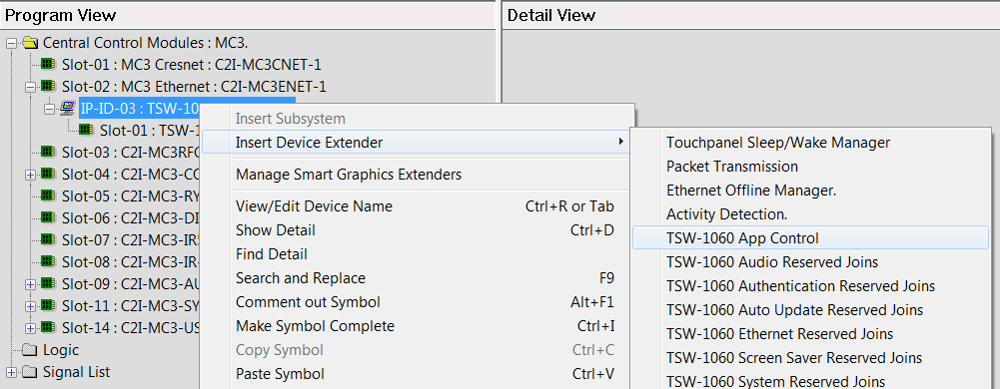 Program View
Detail View
Central Control Modules : MC3.
Slot-01 : MC3 Cresnet : C2I-MC3CNET-1
Slot-02 : MC3 Ethernet : C2I-MC3ENET-1
IP-ID-03 : TSW-10
Slot-01 : TSW-1
Slot-03 : C2I-MC3RFG
Slot-04 : C2I-MC3-CO
Slot-05 : C2I-MC3-RY
Slot-06 : C2I-MC3-DI
Slot-07 : C2I-MC3-IR5
Slot-08 : C2I-MC3-IR-
Slot-09 : C2I-MC3-AU
Slot-11 : C2I-MC3-SY
Slot-14 : C2I-MC3-US
Logic
Signal List
Insert Subsystem
Insert Device Extender
Manage Smart Graphics Extenders
View/Edit Device Name Ctrl+R or Tab
Show Detail Ctrl+D
Find Detail
Search and Replace F9
Comment out Symbol Alt+F1
Make Symbol Complete Ctrl+I
Copy Symbol Ctrl+C
Paste Symbol Ctrl+V
Touchpanel Sleep/Wake Manager
Packet Transmission
Ethernet Offline Manager.
Activity Detection.
TSW-1060 App Control
TSW-1060 Audio Reserved Joins
TSW-1060 Authentication Reserved Joins
TSW-1060 Auto Update Reserved Joins
TSW-1060 Ethernet Reserved Joins
TSW-1060 Screen Saver Reserved Joins
TSW-1060 System Reserved Joins